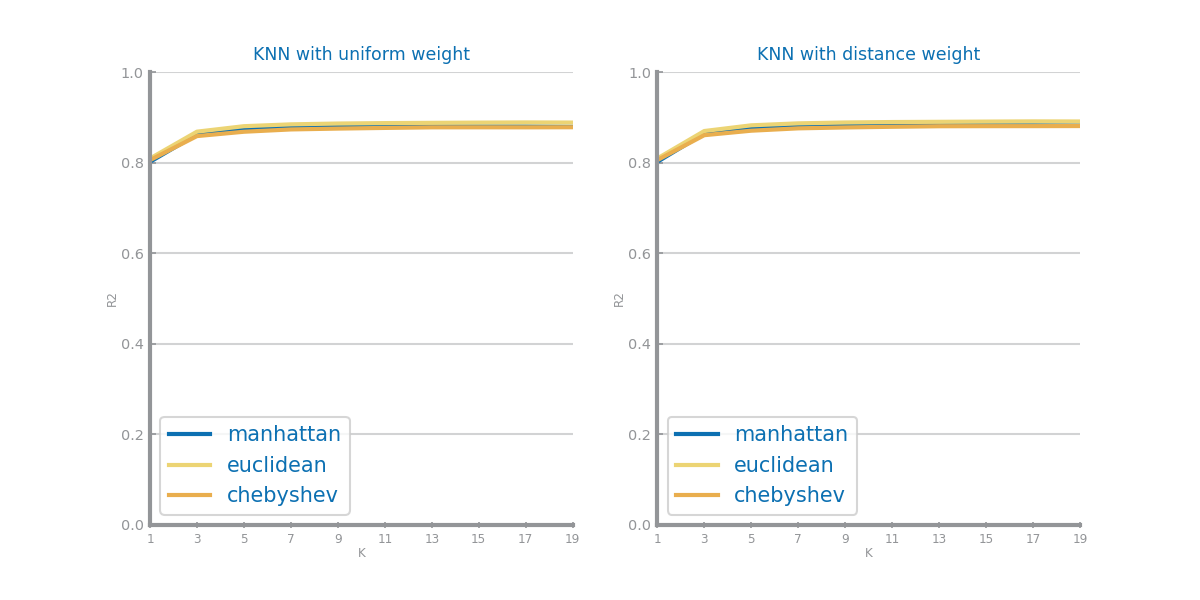 KNN with uniform weight
1.0
0.8
0.6
0.4
0.2
0.0
R2
manhattan
euclidean
chebyshev
1 3 5 7 9 11 13 15 17 19
K
KNN with distance weight
1.0
0.8
0.6
0.4
0.2
0.0
R2
manhattan
euclidean
chebyshev
1 3 5 7 9 11 13 15 17 19
K